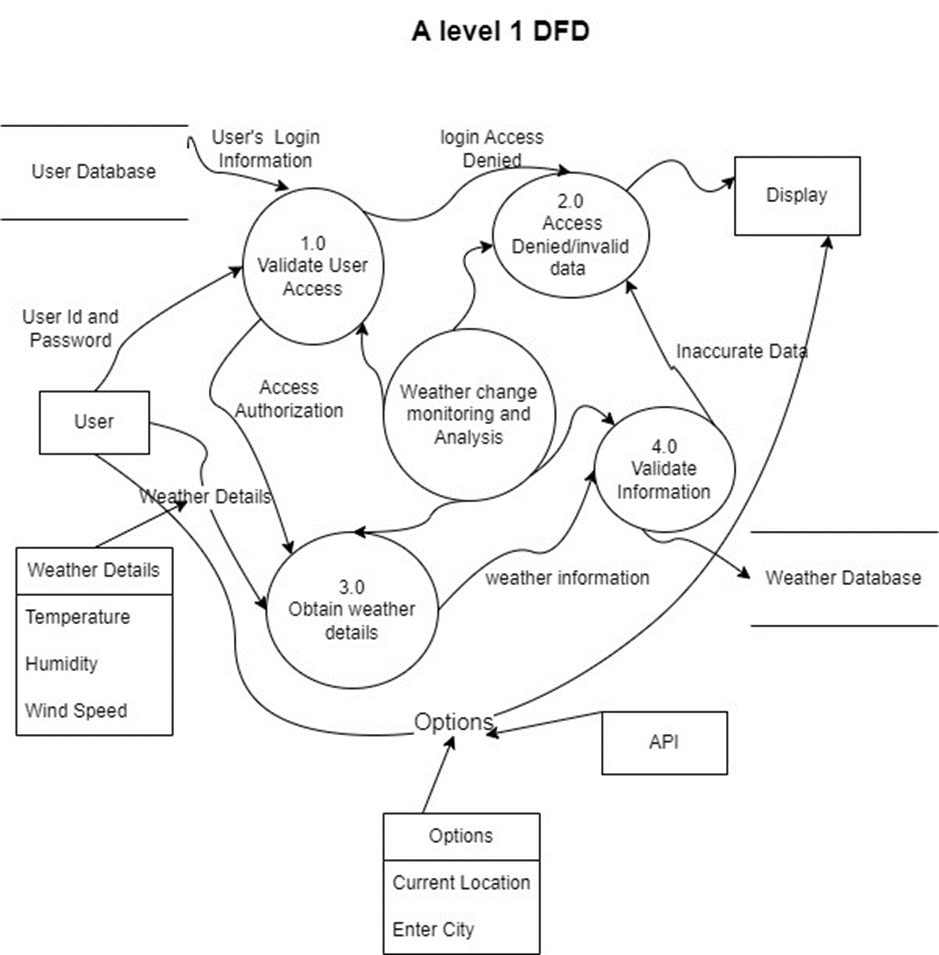 A level 1 DFD
User's  Login
Information
login Access
Denied
User Database
Display
1.0
Validate User
Access
2.0
Access
Denied/invalid
data
User Id and
Password
Inaccurate Data
Access
Authorization
Weather change
monitoring and
Analysis
User
4.0
Validate
Information
Weather Details
Weather Details
Temperature
Humidity
Wind Speed
3.0
Obtain weather
details
weather information
Weather Database
Options
API
Options
Current Location
Enter City